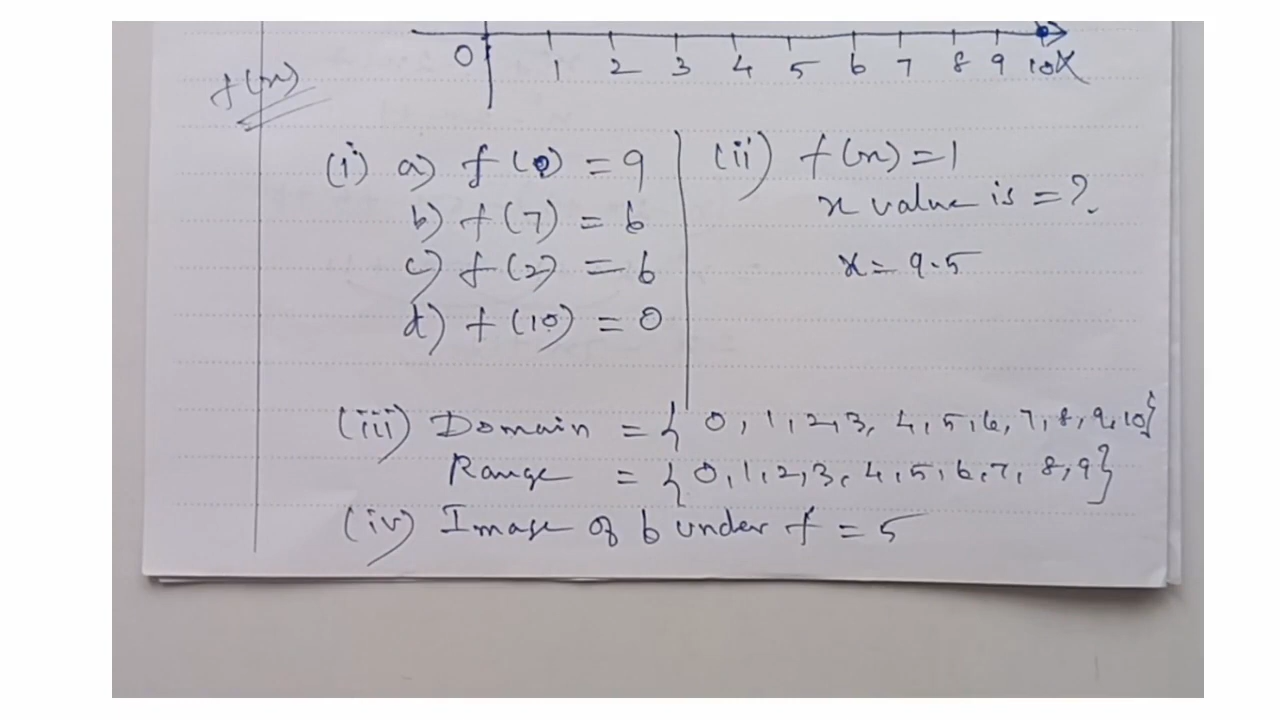 0 1 2 3 4 5 6 7 8 9 10 X
f(x)
(i) a) f(0) = 9
b) f(7) = 6
c) f(2) = 6
d) f(10) = 0
(ii) f(x) = 1
x value is = ?
x = 9.5
(iii) Domain = { 0, 1, 2, 3, 4, 5, 6, 7, 8, 9, 10}
Range = { 0, 1, 2, 3, 4, 5, 6, 7, 8, 9 }
(iv) Image of 6 under f = 5